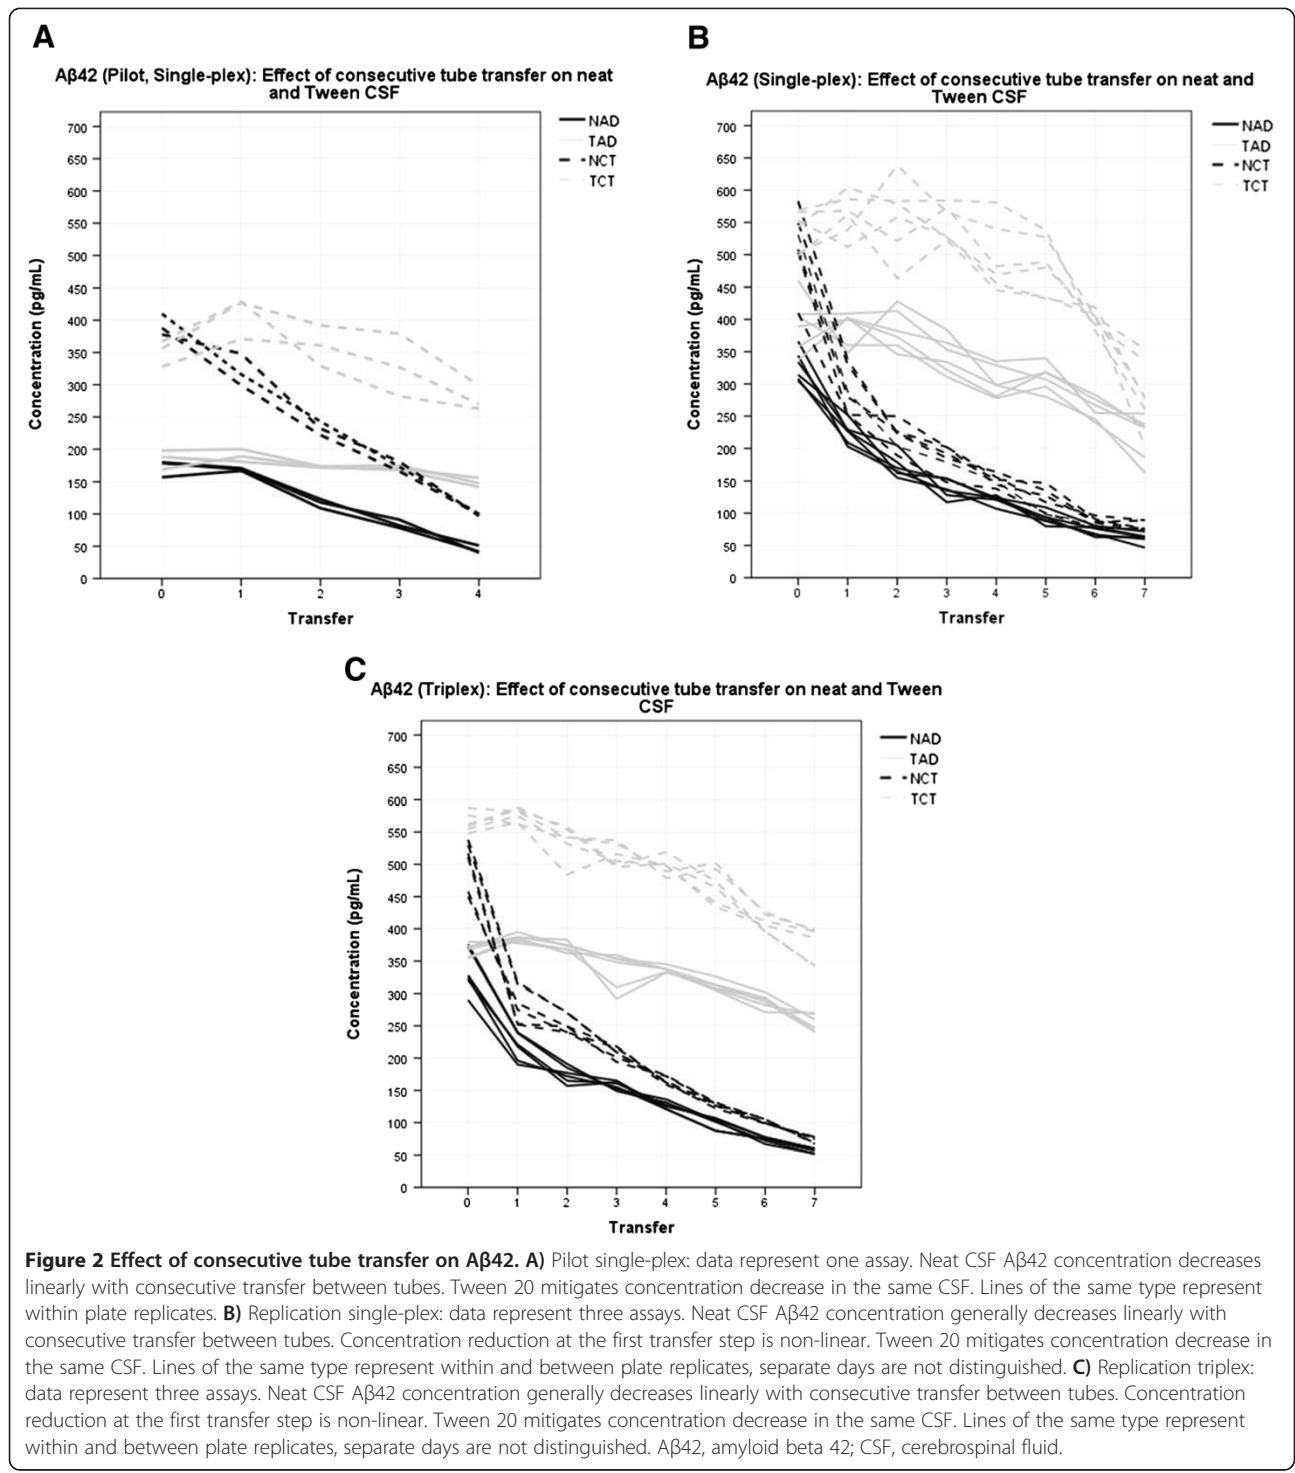 A
Aβ42 (Pilot, Single-plex): Effect of consecutive tube transfer on neat
and Tween CSF
700
650
600
550
500
450
400
350
300
250
200
150
100
50
0
Concentration (pg/mL)
0 1 2 3 4
Transfer
NAD
TAD
NCT
TCT
B
Aβ42 (Single-plex): Effect of consecutive tube transfer on neat and
Tween CSF
700
650
600
550
500
450
400
350
300
250
200
150
100
50
0
Concentration (pg/mL)
0 1 2 3 4 5 6 7
Transfer
NAD
TAD
NCT
TCT
C
Aβ42 (Triplex): Effect of consecutive tube transfer on neat and Tween
CSF
700
650
600
550
500
450
400
350
300
250
200
150
100
50
0
Concentration (pg/mL)
0 1 2 3 4 5 6 7
Transfer
NAD
TAD
NCT
TCT
Figure 2 Effect of consecutive tube transfer on Aβ42. A) Pilot single-plex: data represent one assay. Neat CSF Aβ42 concentration decreases
linearly with consecutive transfer between tubes. Tween 20 mitigates concentration decrease in the same CSF. Lines of the same type represent
within plate replicates. B) Replication single-plex: data represent three assays. Neat CSF Aβ42 concentration generally decreases linearly with
consecutive transfer between tubes. Concentration reduction at the first transfer step is non-linear. Tween 20 mitigates concentration decrease in
the same CSF. Lines of the same type represent within and between plate replicates, separate days are not distinguished. C) Replication triplex:
data represent three assays. Neat CSF Aβ42 concentration generally decreases linearly with consecutive transfer between tubes. Concentration
reduction at the first transfer step is non-linear. Tween 20 mitigates concentration decrease in the same CSF. Lines of the same type represent
within and between plate replicates, separate days are not distinguished. Aβ42, amyloid beta 42; CSF, cerebrospinal fluid.